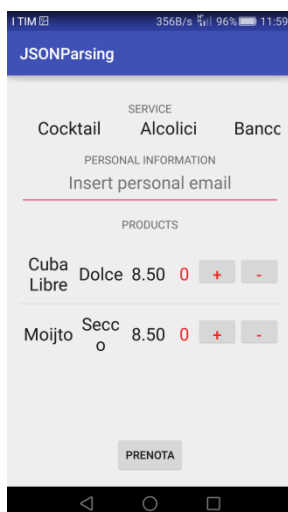 I TIM 356B/s 96% 11:59
JSONParsing
SERVICE
Cocktail Alcolici Bancc
PERSONAL INFORMATION
Insert personal email
PRODUCTS
Cuba
Libre Dolce 8.50 0 + -
Moijto Secc
o 8.50 0 + -
PRENOTA